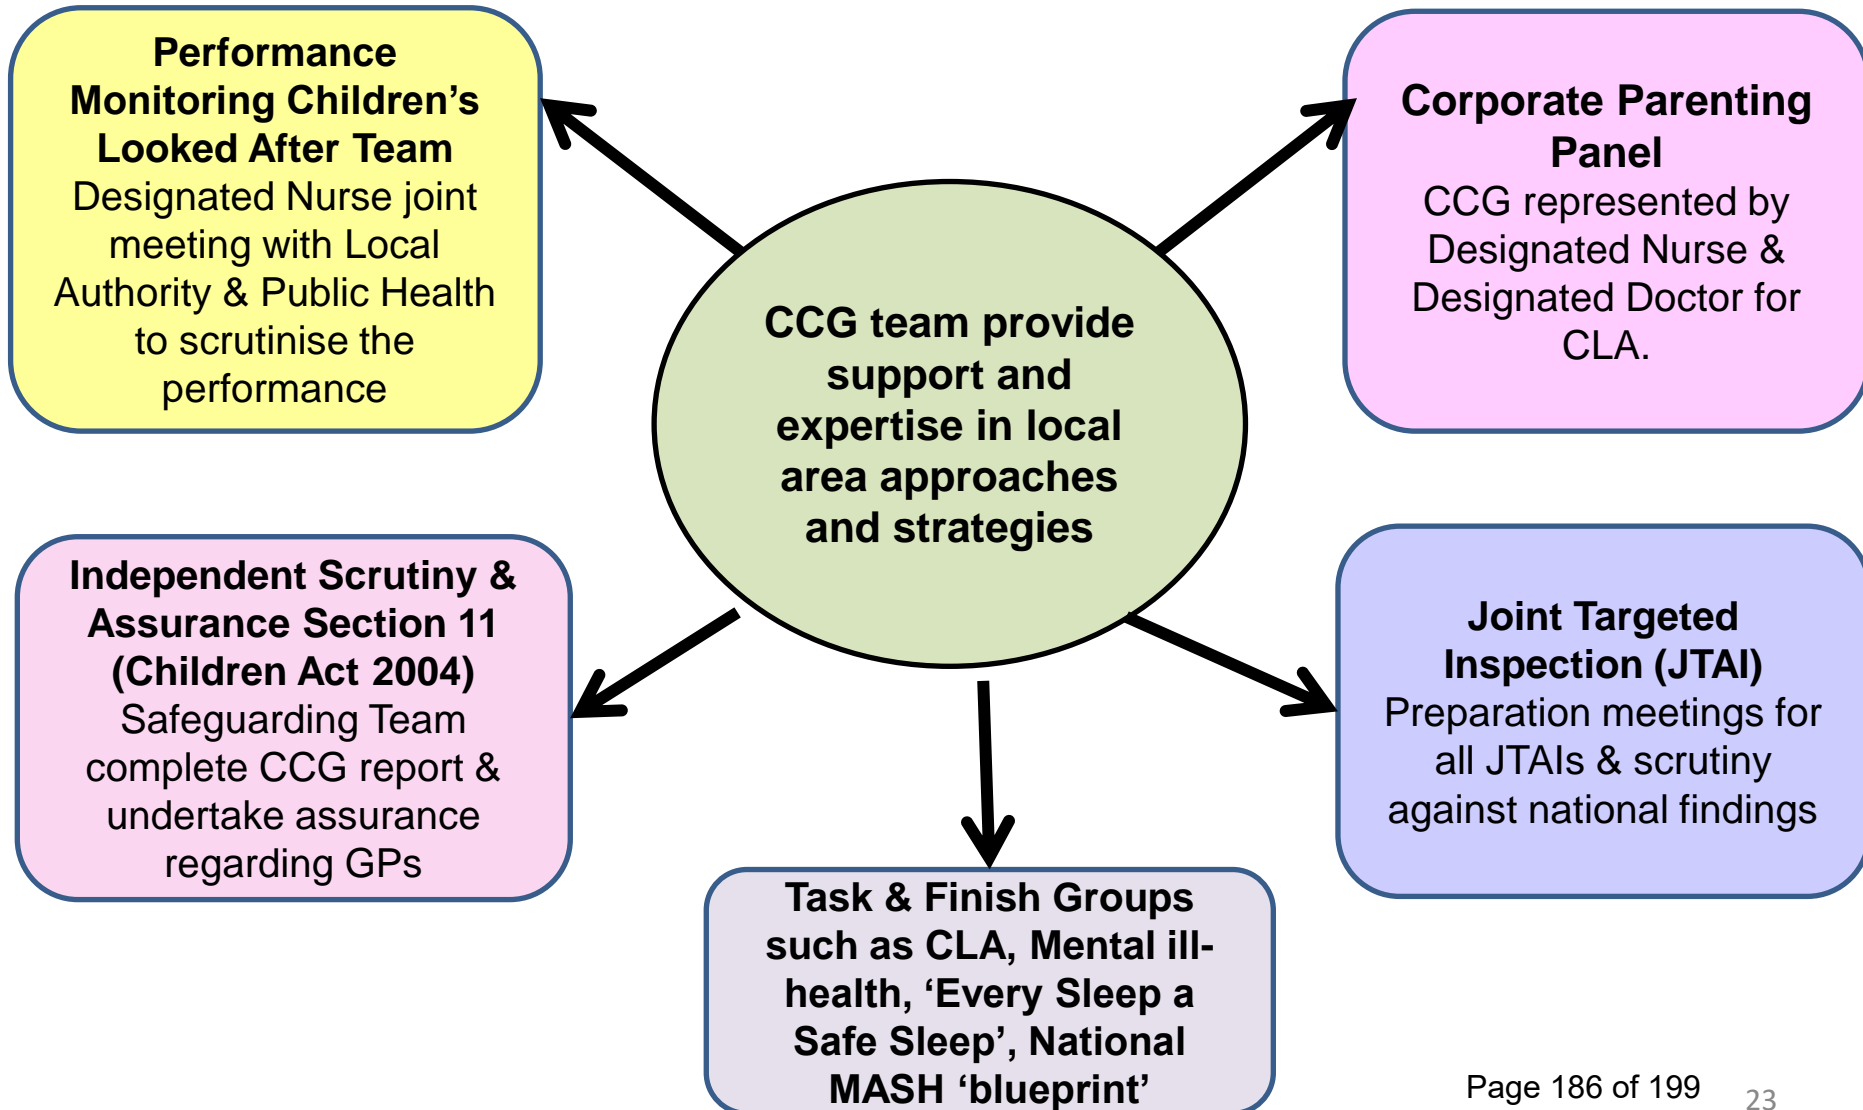 Performance
Monitoring Children’s
Looked After Team
Designated Nurse joint
meeting with Local
Authority & Public Health
to scrutinise the
performance
Corporate Parenting
Panel
CCG represented by
Designated Nurse &
Designated Doctor for
CLA.
CCG team provide
support and
expertise in local
area approaches
and strategies
Independent Scrutiny &
Assurance Section 11
(Children Act 2004)
Safeguarding Team
complete CCG report &
undertake assurance
regarding GPs
Joint Targeted
Inspection (JTAI)
Preparation meetings for
all JTAIs & scrutiny
against national findings
Task & Finish Groups
such as CLA, Mental ill-
health, ‘Every Sleep a
Safe Sleep’, National
MASH ‘blueprint’
Page 186 of 199
23